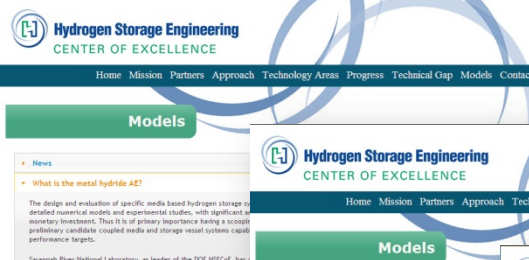 Hydrogen Storage Engineering
CENTER OF EXCELLENCE
Home Mission Partners Approach Technology Areas Progress Technical Gap Models Contac
Models
News
What is the metal hydride AE?
The design and evaluation of specific media based hydrogen storage sy
detailed numerical models and experimental studies, with significant an
monetary investment. Thus it is of primary importance having a scoopin
preliminary candidate coupled media and storage vessel systems capab
performance targets.
Savannah River National Laboratory, as leader of the DOE HSECoE, has
Hydrogen Storage Engineering
CENTER OF EXCELLENCE
Home Mission Partners Approach Tech
Models